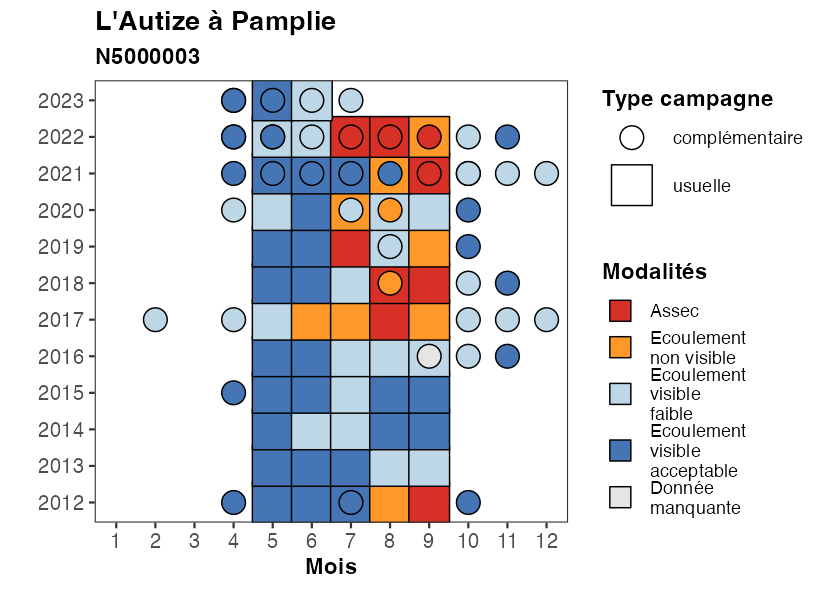 L'Autize à Pamplie
N5000003
2023
2022
2021
2020
2019
2018
2017
2016
2015
2014
2013
2012
1 2 3 4 5 6 7 8 9 10 11 12
Mois
Type campagne
complémentaire
usuelle
Modalités
Assec
Ecoulement
non visible
Ecoulement
visible
faible
Ecoulement
visible
acceptable
Donnée
manquante